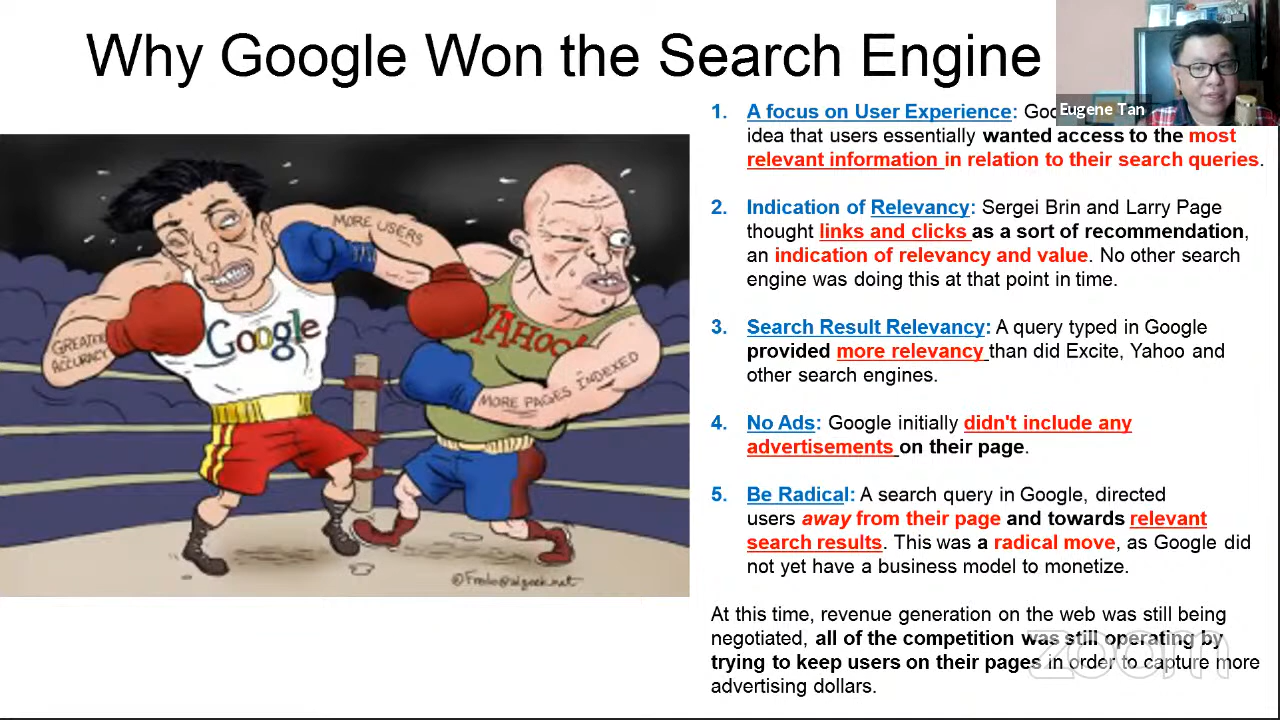 Why Google Won the Search Engine
Eugene Tan
1. A focus on User Experience: Goo
idea that users essentially wanted access to the most
relevant information in relation to their search queries.
2. Indication of Relevancy: Sergei Brin and Larry Page
thought links and clicks as a sort of recommendation,
an indication of relevancy and value. No other search
engine was doing this at that point in time.
3. Search Result Relevancy: A query typed in Google
provided more relevancy than did Excite, Yahoo and
other search engines.
4. No Ads: Google initially didn't include any
advertisements on their page.
5. Be Radical: A search query in Google, directed
users away from their page and towards relevant
search results. This was a radical move, as Google did
not yet have a business model to monetize.
At this time, revenue generation on the web was still being
negotiated, all of the competition was still operating by
trying to keep users on their pages in order to capture more
advertising dollars.
MORE USERS
GREATER
ACCURACY
Google
YAHOO!
MORE PAGES INDEXED
zoom